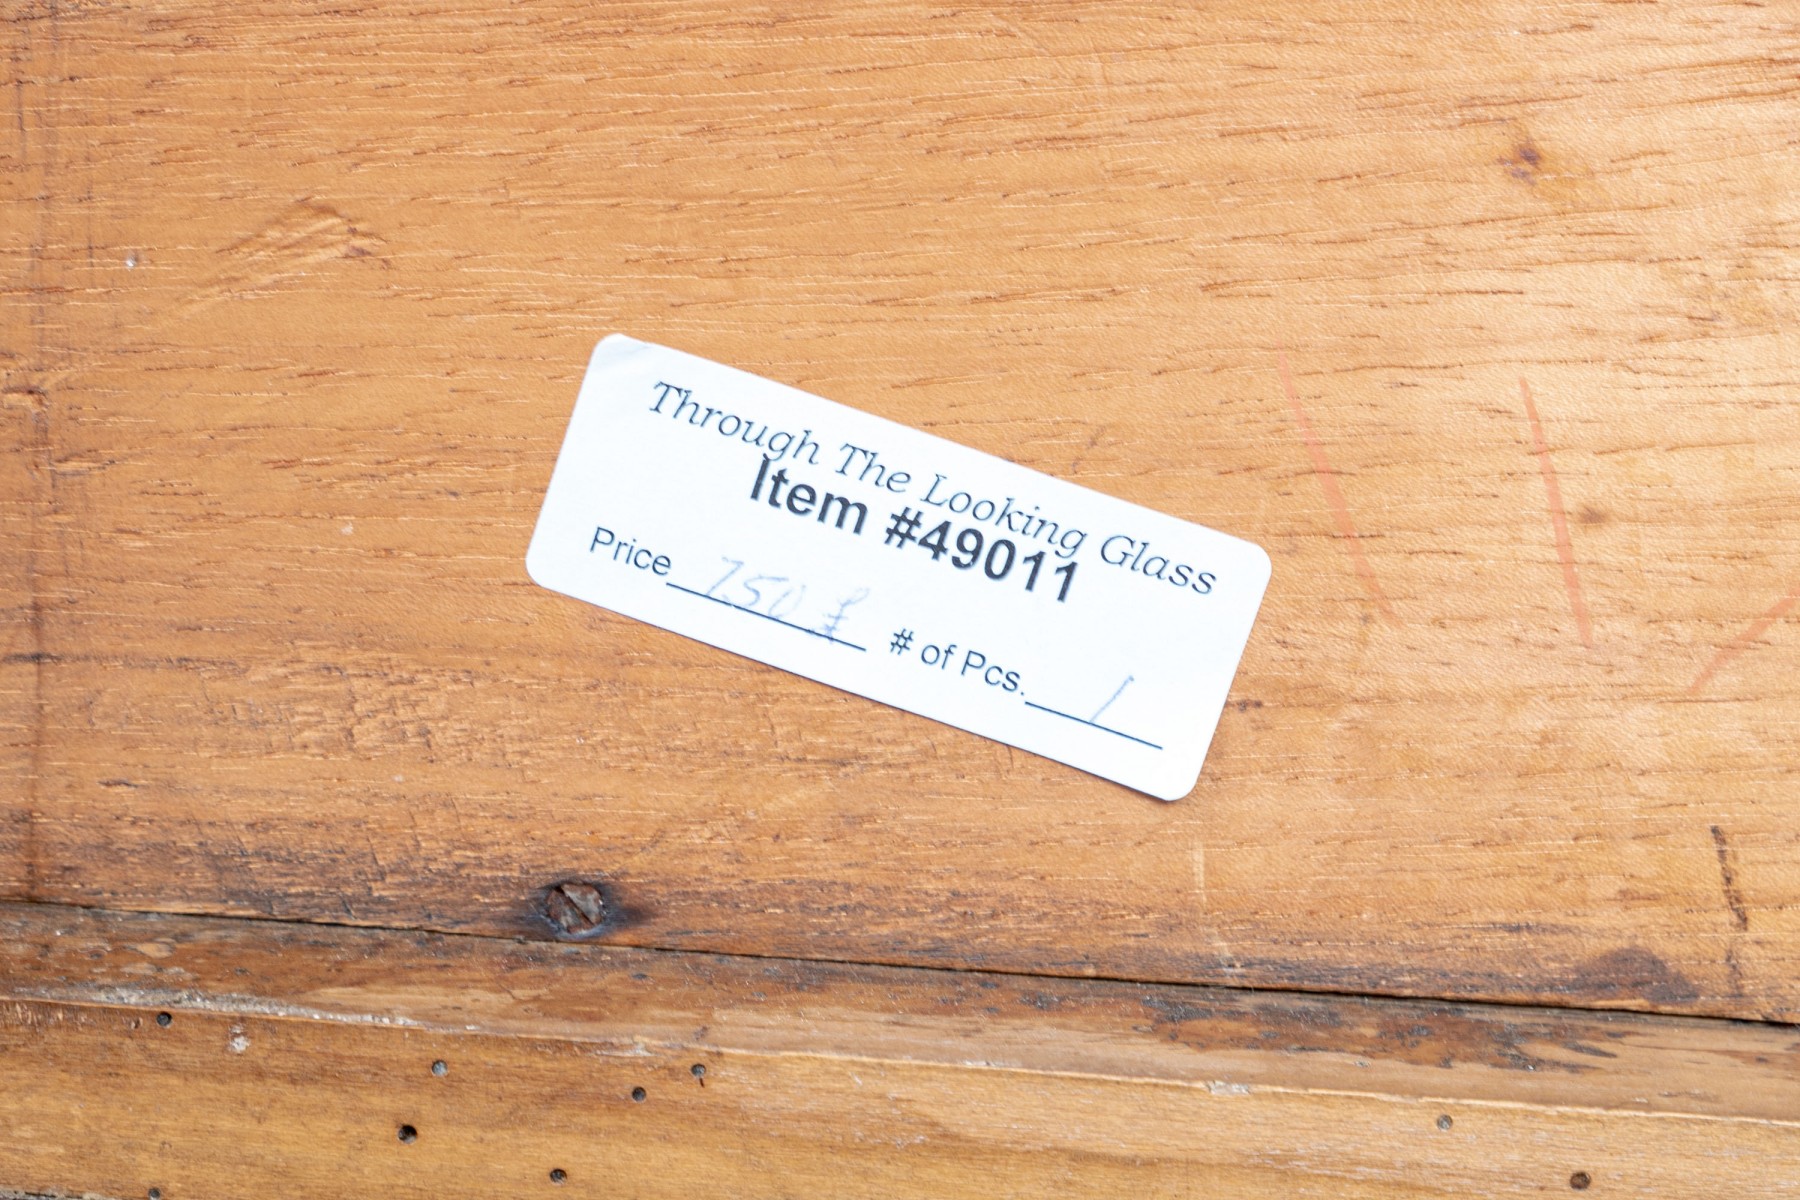 Through The Looking Glass
Item #49011
Price 750 # of Pcs. 1